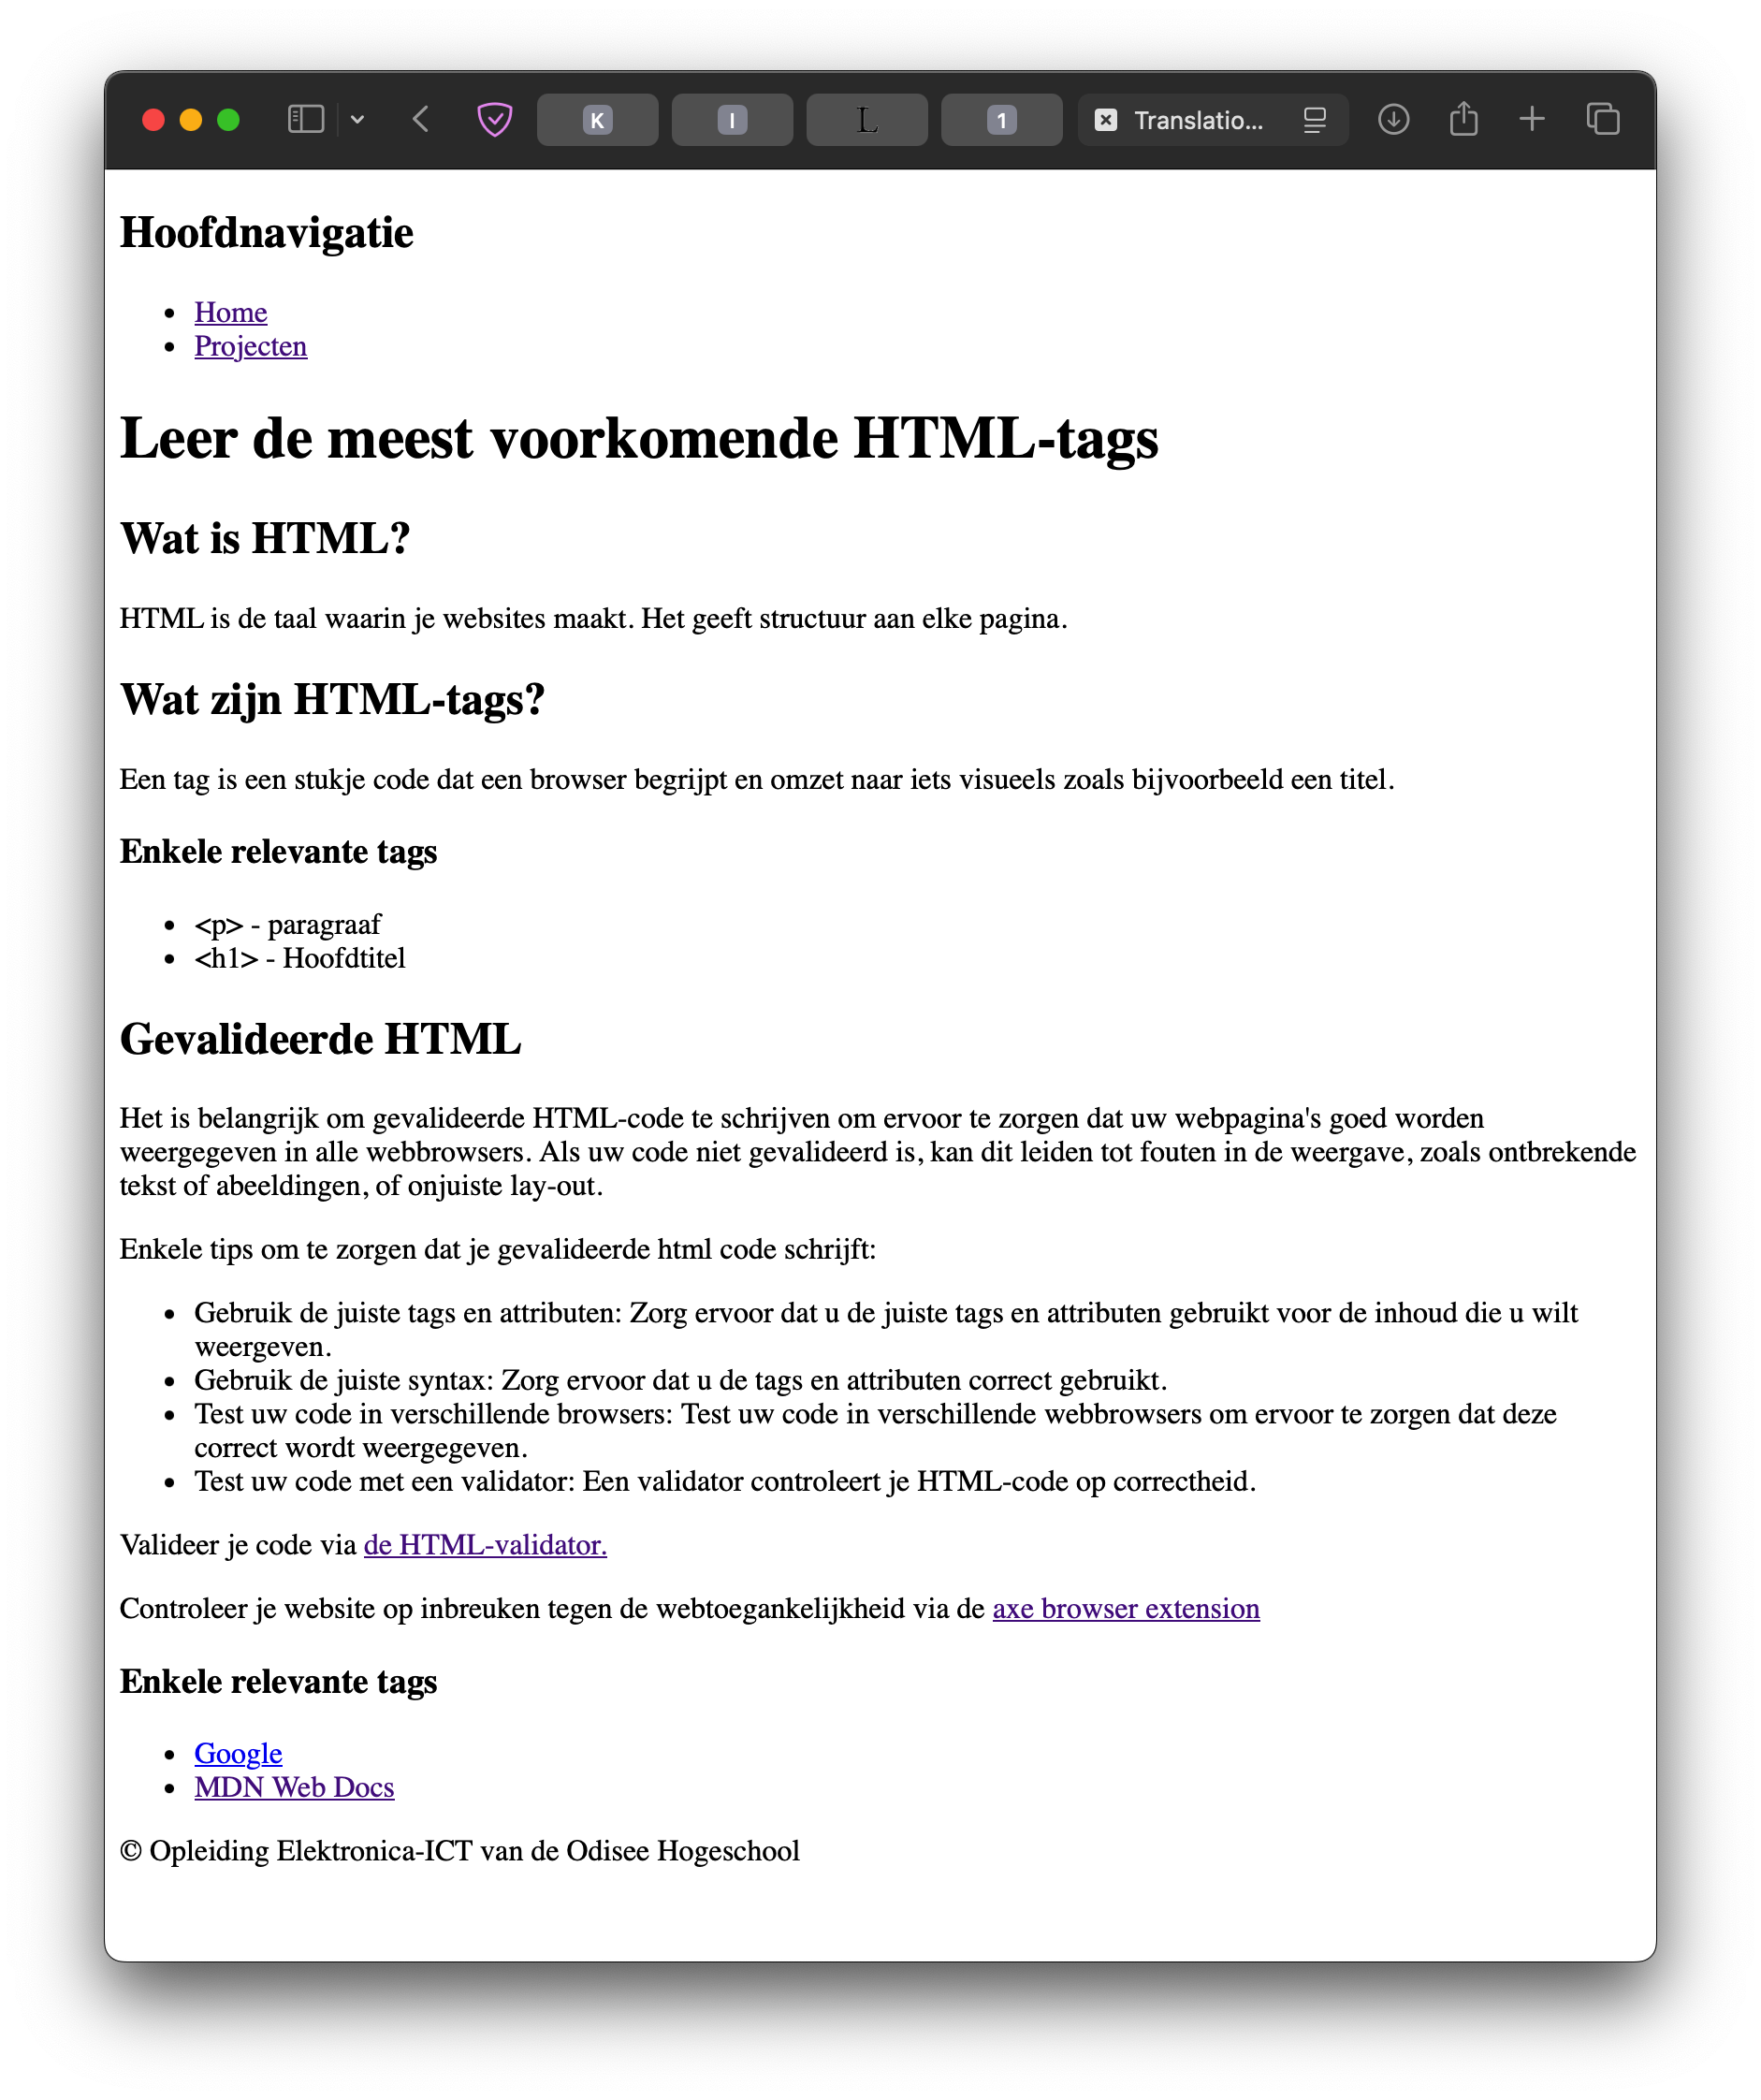 K I L 1 Translatio...
Hoofdnavigatie
Home
Projecten
Leer de meest voorkomende HTML-tags
Wat is HTML?
HTML is de taal waarin je websites maakt. Het geeft structuur aan elke pagina.
Wat zijn HTML-tags?
Een tag is een stukje code dat een browser begrijpt en omzet naar iets visueels zoals bijvoorbeeld een titel.
Enkele relevante tags
<p> - paragraaf
<h1> - Hoofdtitel
Gevalideerde HTML
Het is belangrijk om gevalideerde HTML-code te schrijven om ervoor te zorgen dat uw webpagina's goed worden
weergegeven in alle webbrowsers. Als uw code niet gevalideerd is, kan dit leiden tot fouten in de weergave, zoals ontbrekende
tekst of abeeldingen, of onjuiste lay-out.
Enkele tips om te zorgen dat je gevalideerde html code schrijft:
Gebruik de juiste tags en attributen: Zorg ervoor dat u de juiste tags en attributen gebruikt voor de inhoud die u wilt
weergeven.
Gebruik de juiste syntax: Zorg ervoor dat u de tags en attributen correct gebruikt.
Test uw code in verschillende browsers: Test uw code in verschillende webbrowsers om ervoor te zorgen dat deze
correct wordt weergegeven.
Test uw code met een validator: Een validator controleert je HTML-code op correctheid.
Valideer je code via de HTML-validator.
Controleer je website op inbreuken tegen de webtoegankelijkheid via de axe browser extension
Enkele relevante tags
Google
MDN Web Docs
© Opleiding Elektronica-ICT van de Odisee Hogeschool